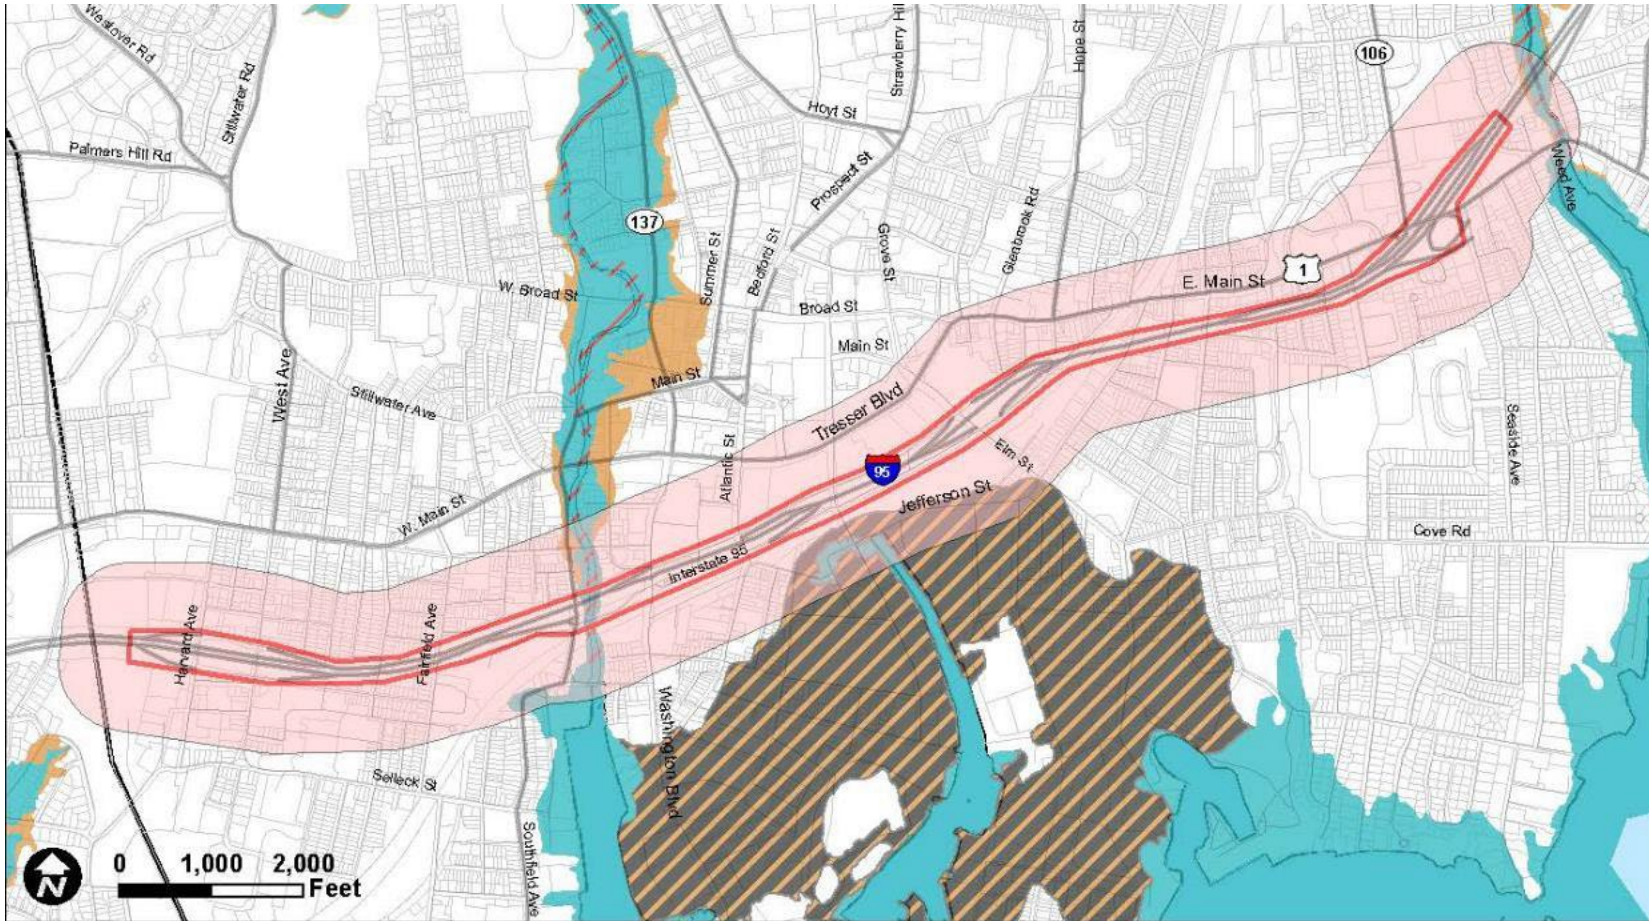 Westover Rd
Stillwater Rd
Palmers Hill Rd
Strawberry Hil
Hope St
106
Hoyt St
Prospect St
137
Grove St
Glenbrook Rd
Weed Ave
Summer St
Bedford St
W. Broad St
Broad St
E. Main St
1
Main St
Main St
West Ave
Stillwater Ave
Tresser Blvd
Atlantic St
95
Elm St
Jefferson St
Seaside Ave
W. Main St
Cove Rd
Interstate 95
Harvard Ave
Fairfield Ave
Washington Blvd
Selleck St
Southfield Ave
N
0 1,000 2,000
Feet